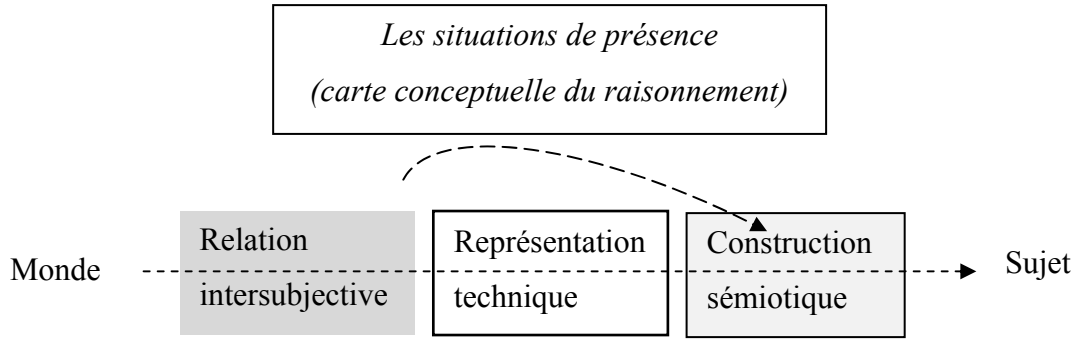 Les situations de présence
(carte conceptuelle du raisonnement)
Monde
Relation
intersubjective
Représentation
technique
Construction
sémiotique
Sujet